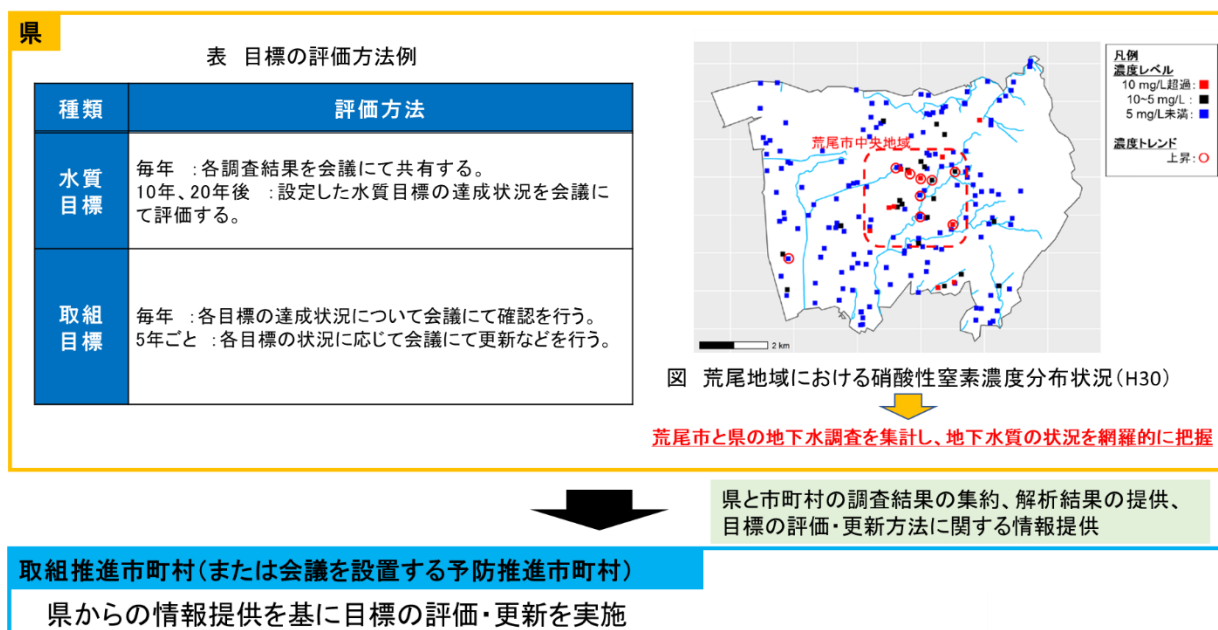 県
表 目標の評価方法例
種類
評価方法
水質
目標
毎年 :各調査結果を会議にて共有する。
10年、20年後 :設定した水質目標の達成状況を会議に
て評価する。
取組
目標
毎年 :各目標の達成状況について会議にて確認を行う。
5年ごと :各目標の状況に応じて会議にて更新などを行う。
荒尾市中央地域
2 km
凡例
濃度レベル
10 mg/L超過:
10~5 mg/L :
5 mg/L未満:
濃度トレンド
上昇:
図 荒尾地域における硝酸性窒素濃度分布状況(H30)
荒尾市と県の地下水調査を集計し、地下水質の状況を網羅的に把握
県と市町村の調査結果の集約、解析結果の提供、
目標の評価・更新方法に関する情報提供
取組推進市町村(または会議を設置する予防推進市町村)
県からの情報提供を基に目標の評価・更新を実施